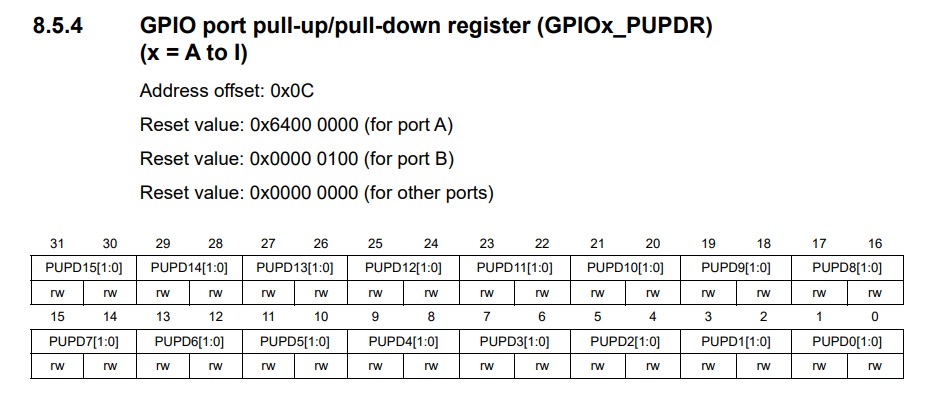 8.5.4 GPIO port pull-up/pull-down register (GPIOx_PUPDR)
(x = A to I)
Address offset: 0x0C
Reset value: 0x6400 0000 (for port A)
Reset value: 0x0000 0100 (for port B)
Reset value: 0x0000 0000 (for other ports)
31 30 29 28 27 26 25 24 23 22 21 20 19 18 17 16
PUPD15[1:0] PUPD14[1:0] PUPD13[1:0] PUPD12[1:0] PUPD11[1:0] PUPD10[1:0] PUPD9[1:0] PUPD8[1:0]
rw rw rw rw rw rw rw rw rw rw rw rw rw rw rw rw
15 14 13 12 11 10 9 8 7 6 5 4 3 2 1 0
PUPD7[1:0] PUPD6[1:0] PUPD5[1:0] PUPD4[1:0] PUPD3[1:0] PUPD2[1:0] PUPD1[1:0] PUPD0[1:0]
rw rw rw rw rw rw rw rw rw rw rw rw rw rw rw rw